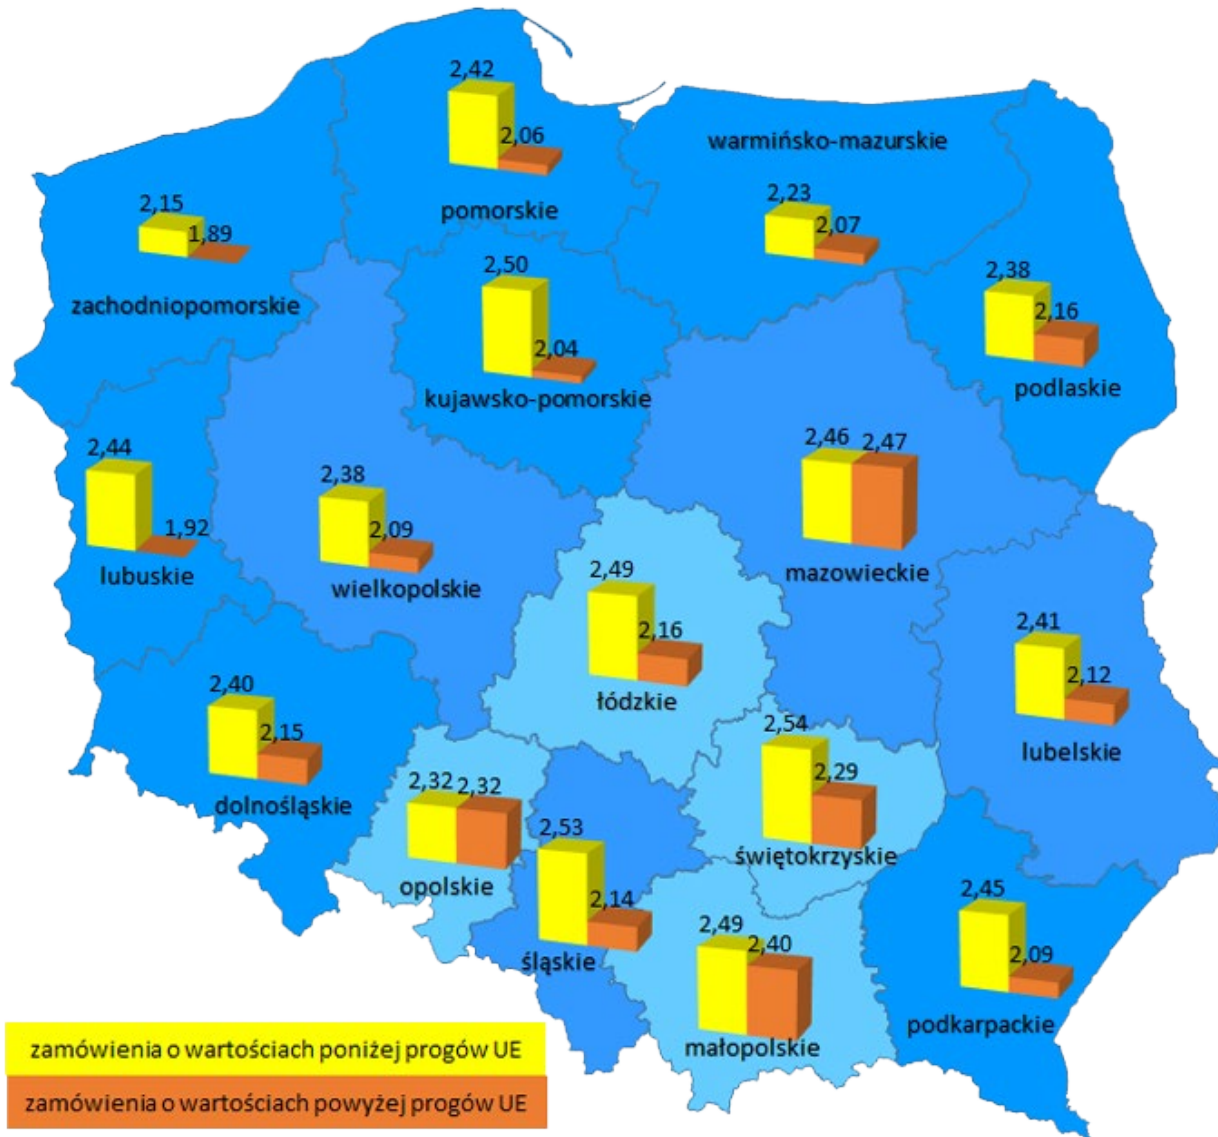 2,42
2,06
pomorskie
warmińsko-mazurskie
2,23
2,07
2,15
1,89
zachodniopomorskie
2,50
2,04
kujawsko-pomorskie
2,38
2,16
podlaskie
2,44
1,92
lubuskie
2,38
2,09
wielkopolskie
2,46
2,47
mazowieckie
2,49
2,16
łódzkie
2,41
2,12
lubelskie
2,40
2,15
dolnośląskie
2,32
2,32
opolskie
2,53
2,14
śląskie
2,54
2,29
świętokrzyskie
2,49
2,40
małopolskie
2,45
2,09
podkarpackie
zamówienia o wartościach poniżej progów UE
zamówienia o wartościach powyżej progów UE